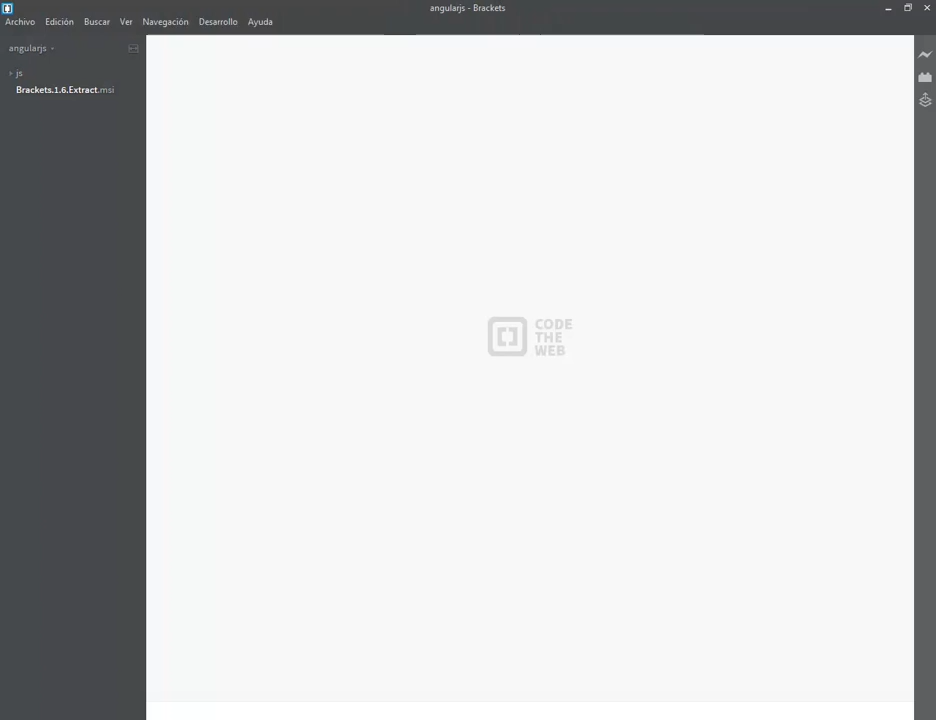 angularjs - Brackets
Archivo Edición Buscar Ver Navegación Desarrollo Ayuda
angularjs
js
Brackets.1.6.Extract.msi
CODE
THE
WEB